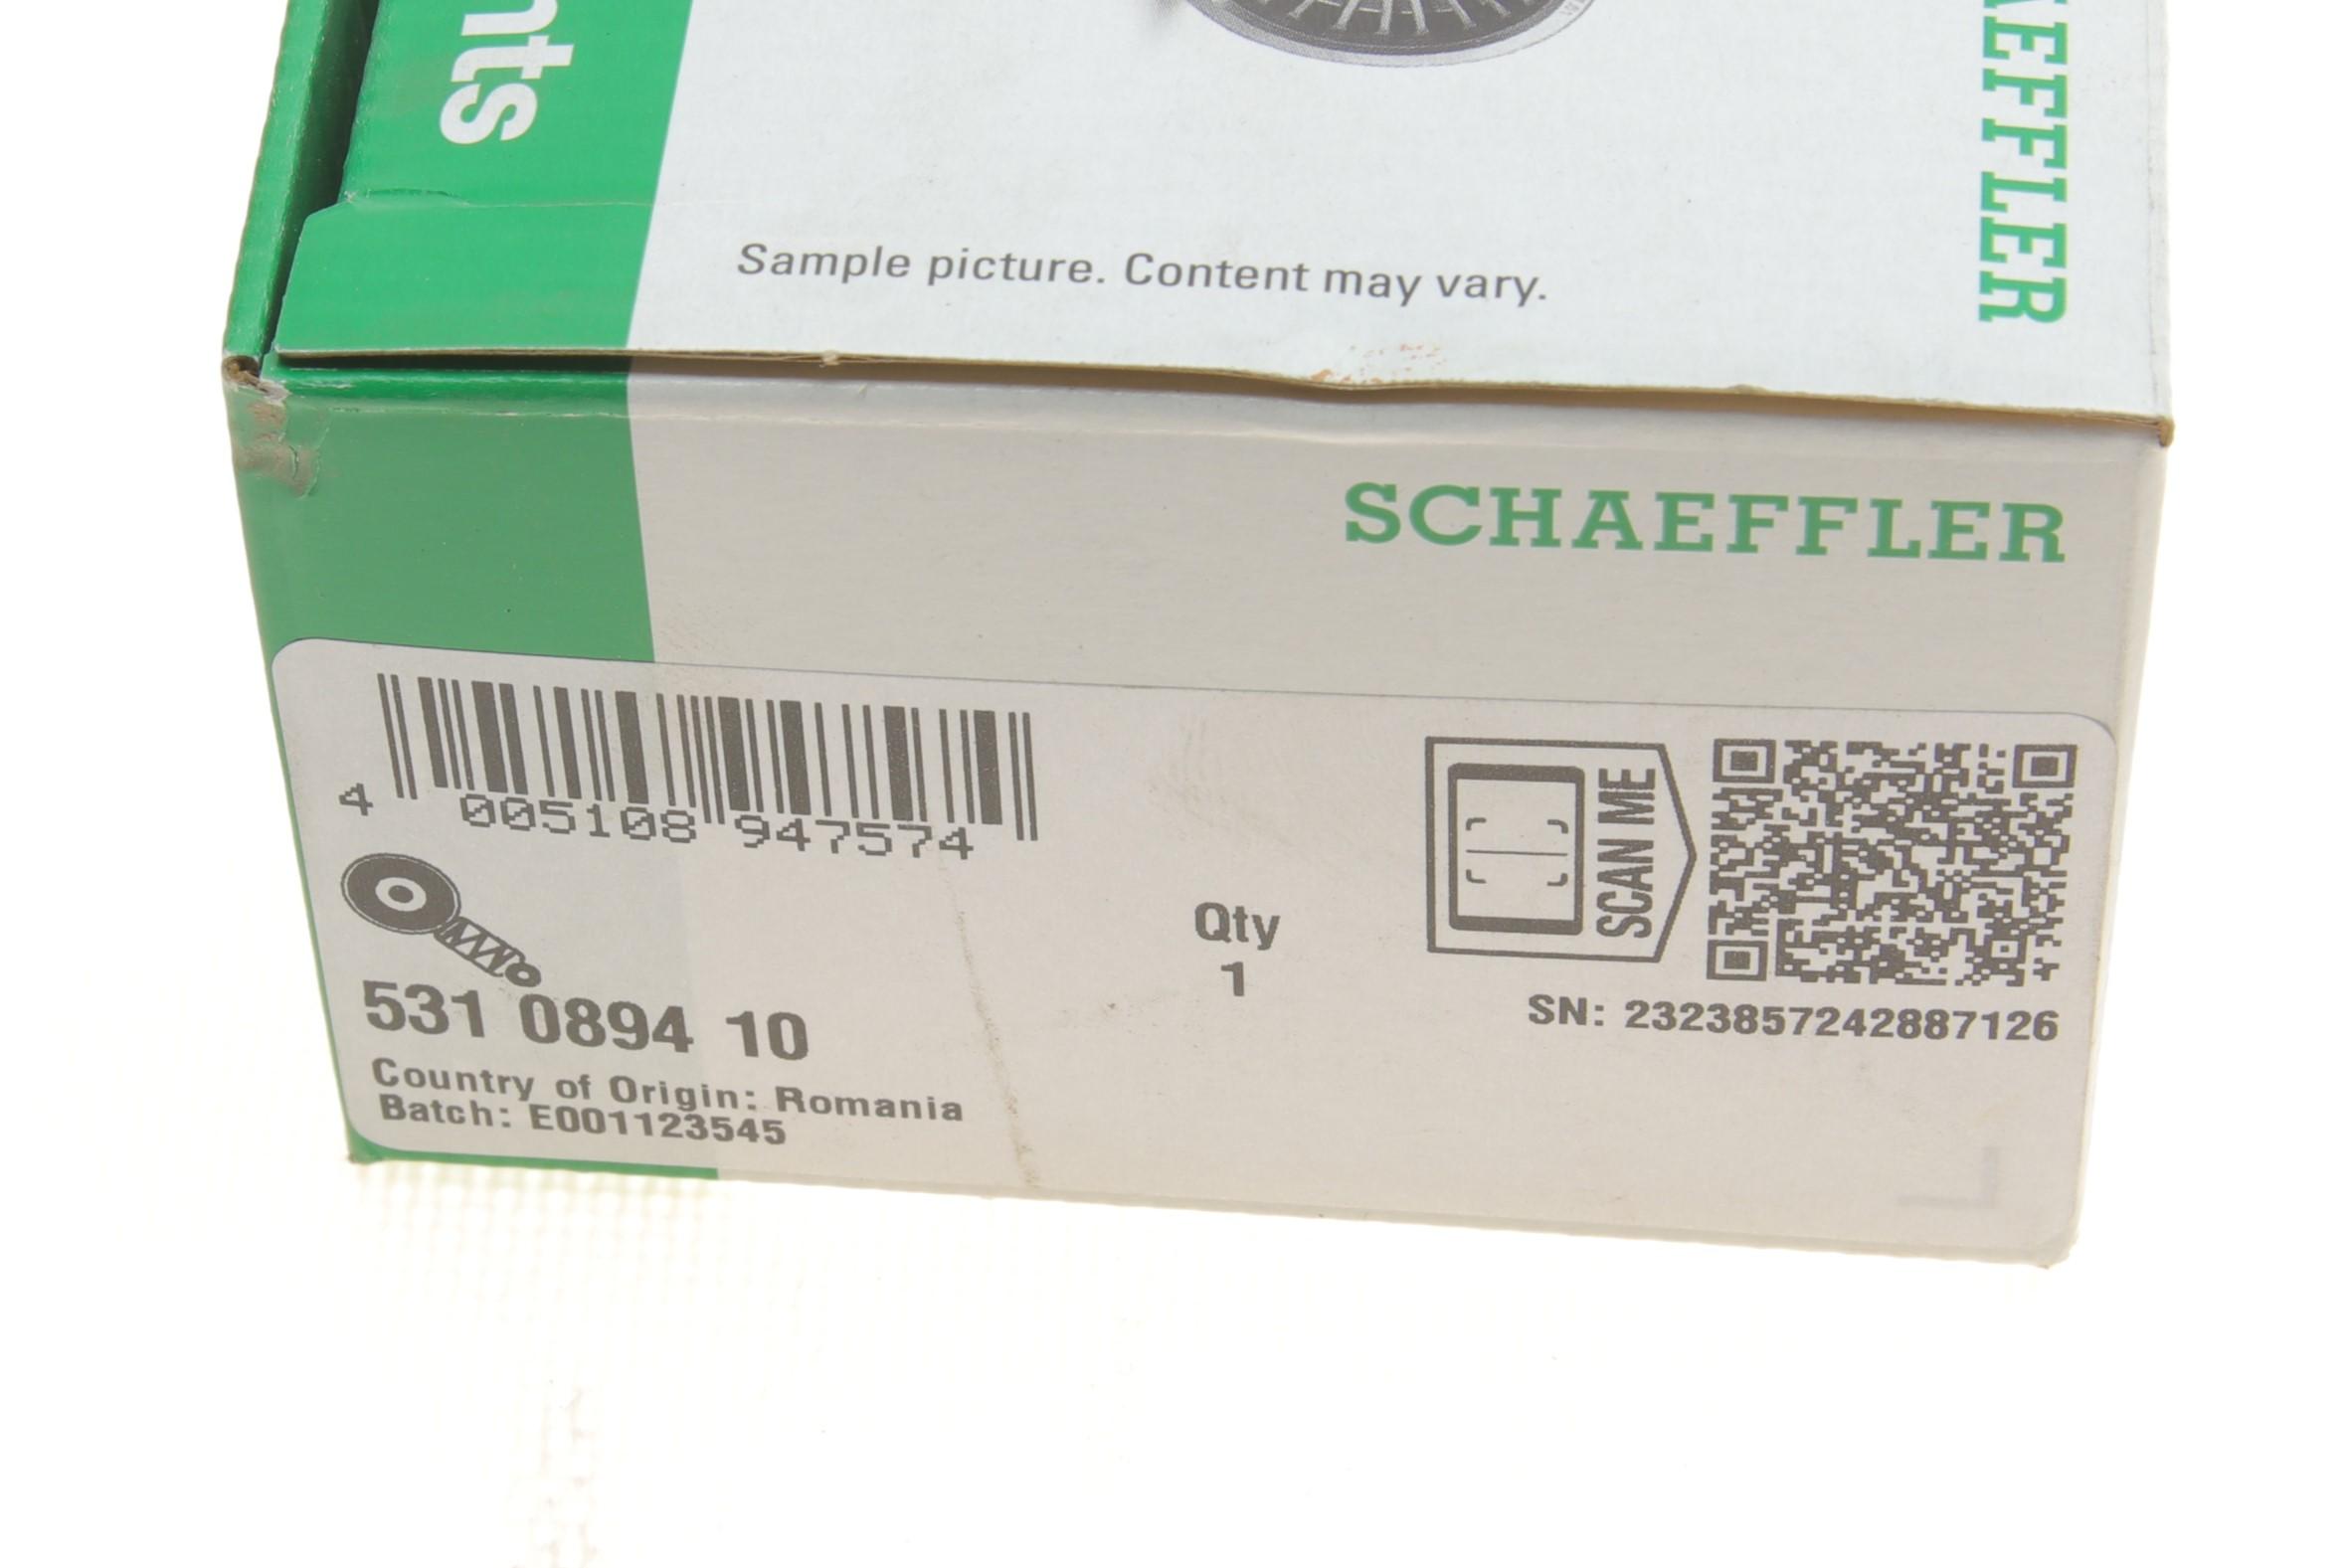 nts
AEFFLER
Sample picture. Content may vary.
SCHAEFFLER
4 005108 947574
SCAN ME
Qty
1
531 0894 10
SN: 2323857242887126
Country of Origin: Romania
Batch: E001123545